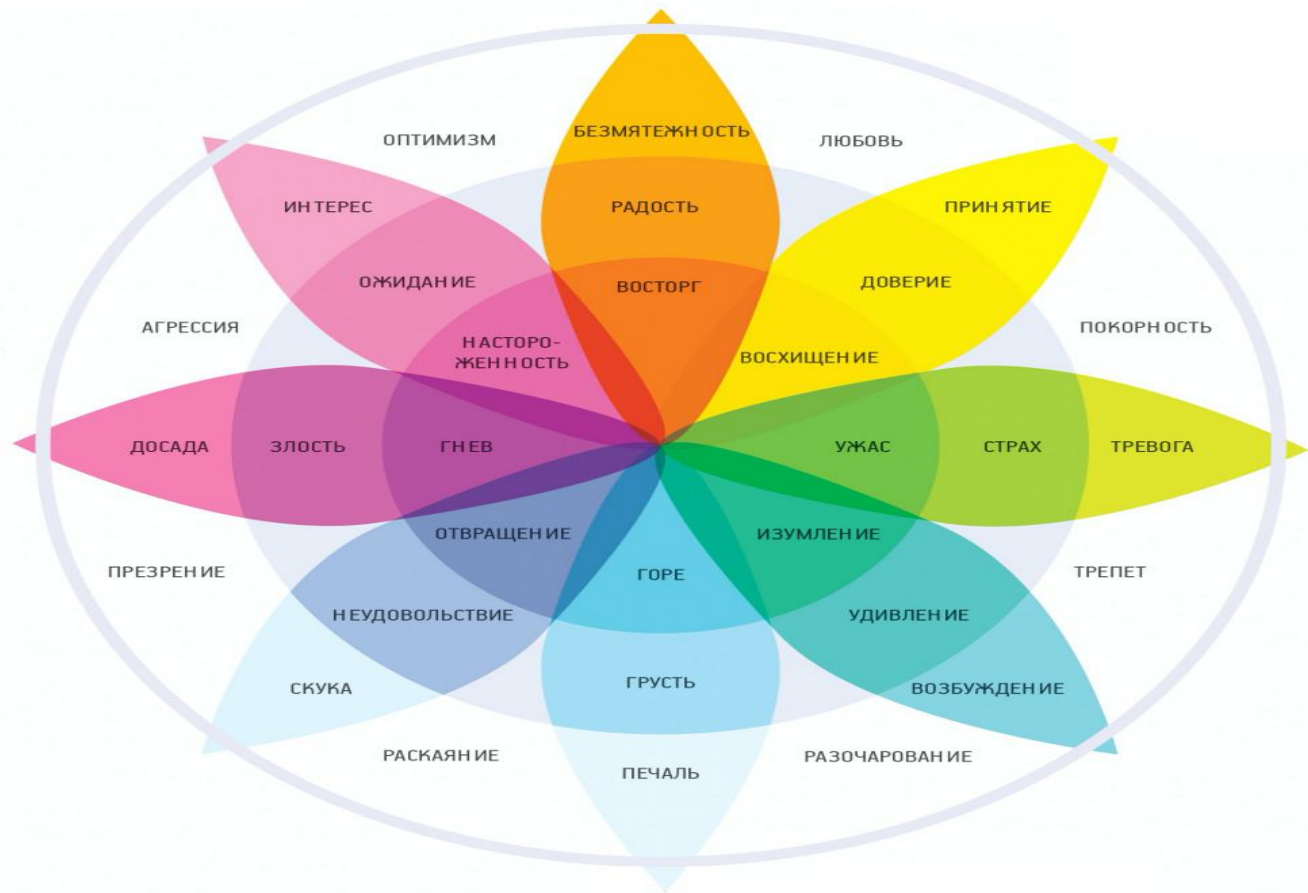 БЕЗМЯТЕЖНОСТЬ
ОПТИМИЗМ
ЛЮБОВЬ
ИНТЕРЕС
РАДОСТЬ
ПРИНЯТИЕ
ОЖИДАНИЕ
ВОСТОРГ
ДОВЕРИЕ
АГРЕССИЯ
НАСТОРО-
ЖЕННОСТЬ
ВОСХИЩЕНИЕ
ПОКОРНОСТЬ
ДОСАДА
ЗЛОСТЬ
ГНЕВ
УЖАС
СТРАХ
ТРЕВОГА
ОТВРАЩЕНИЕ
ИЗУМЛЕНИЕ
ПРЕЗРЕНИЕ
ГОРЕ
ТРЕПЕТ
НЕУДОВОЛЬСТВИЕ
УДИВЛЕНИЕ
СКУКА
ГРУСТЬ
ВОЗБУЖДЕНИЕ
РАСКАЯНИЕ
ПЕЧАЛЬ
РАЗОЧАРОВАНИЕ